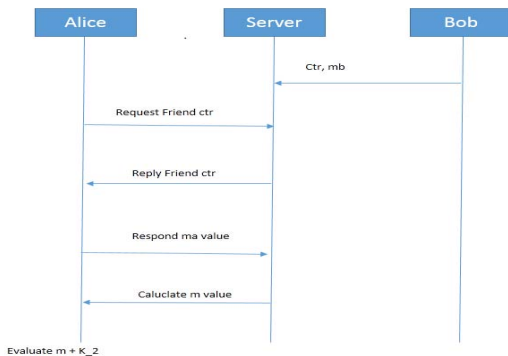 Alice
Server
Bob
Ctr, mb
Request Friend ctr
Reply Friend ctr
Respond ma value
Caluclate m value
Evaluate m + K_2